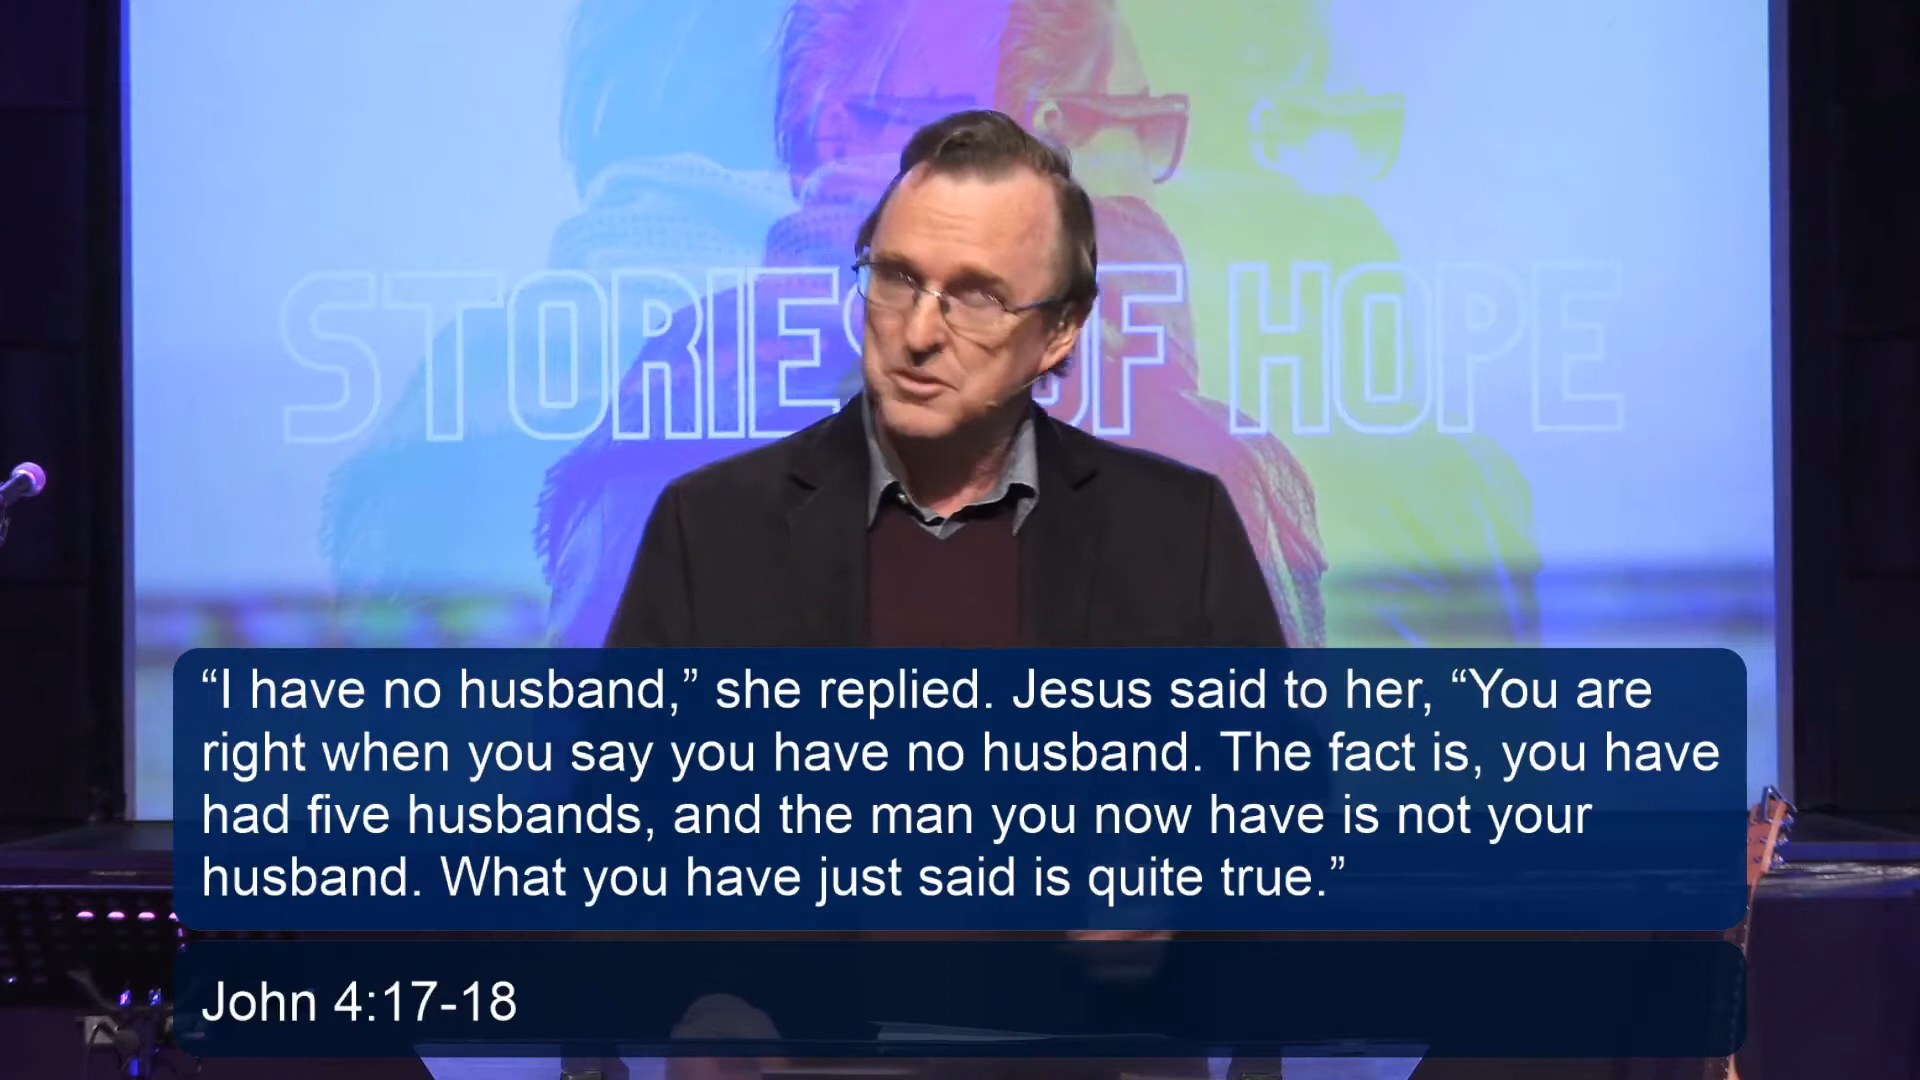 STORIES OF HOPE
“I have no husband,” she replied. Jesus said to her, “You are
right when you say you have no husband. The fact is, you have
had five husbands, and the man you now have is not your
husband. What you have just said is quite true.”
John 4:17-18